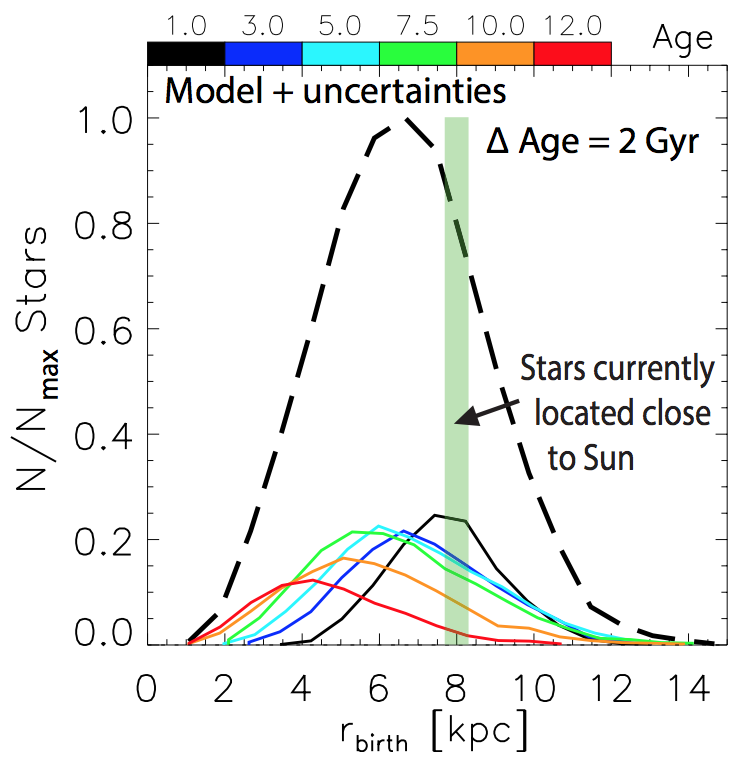 1.0 3.0 5.0 7.5 10.0 12.0 Age
Model + uncertainties
Δ Age = 2 Gyr
1.0
0.8
0.6
0.4
0.2
0.0
N/Nmax Stars
Stars currently
located close
to Sun
0 2 4 6 8 10 12 14
rbirth [kpc]